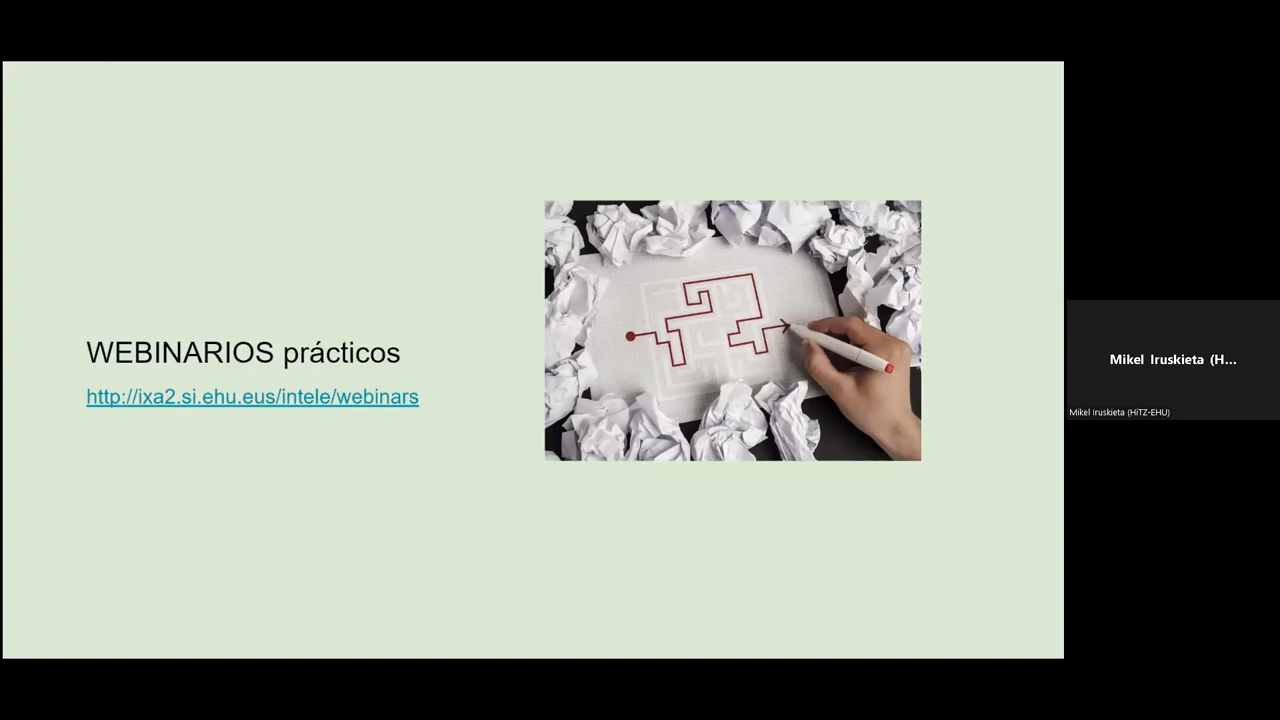 WEBINARIOS prácticos
http://ixa2.si.ehu.eus/intele/webinars
Mikel Iruskieta (H...
Mikel Iruskieta (HiTZ-EHU)